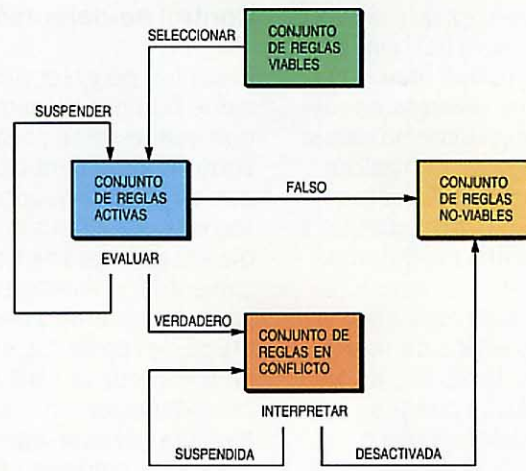 SELECCIONAR
CONJUNTO
DE REGLAS
VIABLES
SUSPENDER
CONJUNTO
DE REGLAS
ACTIVAS
FALSO
CONJUNTO
DE REGLAS
NO-VIABLES
EVALUAR
VERDADERO
CONJUNTO DE
REGLAS EN
CONFLICTO
INTERPRETAR
SUSPENDIDA
DESACTIVADA